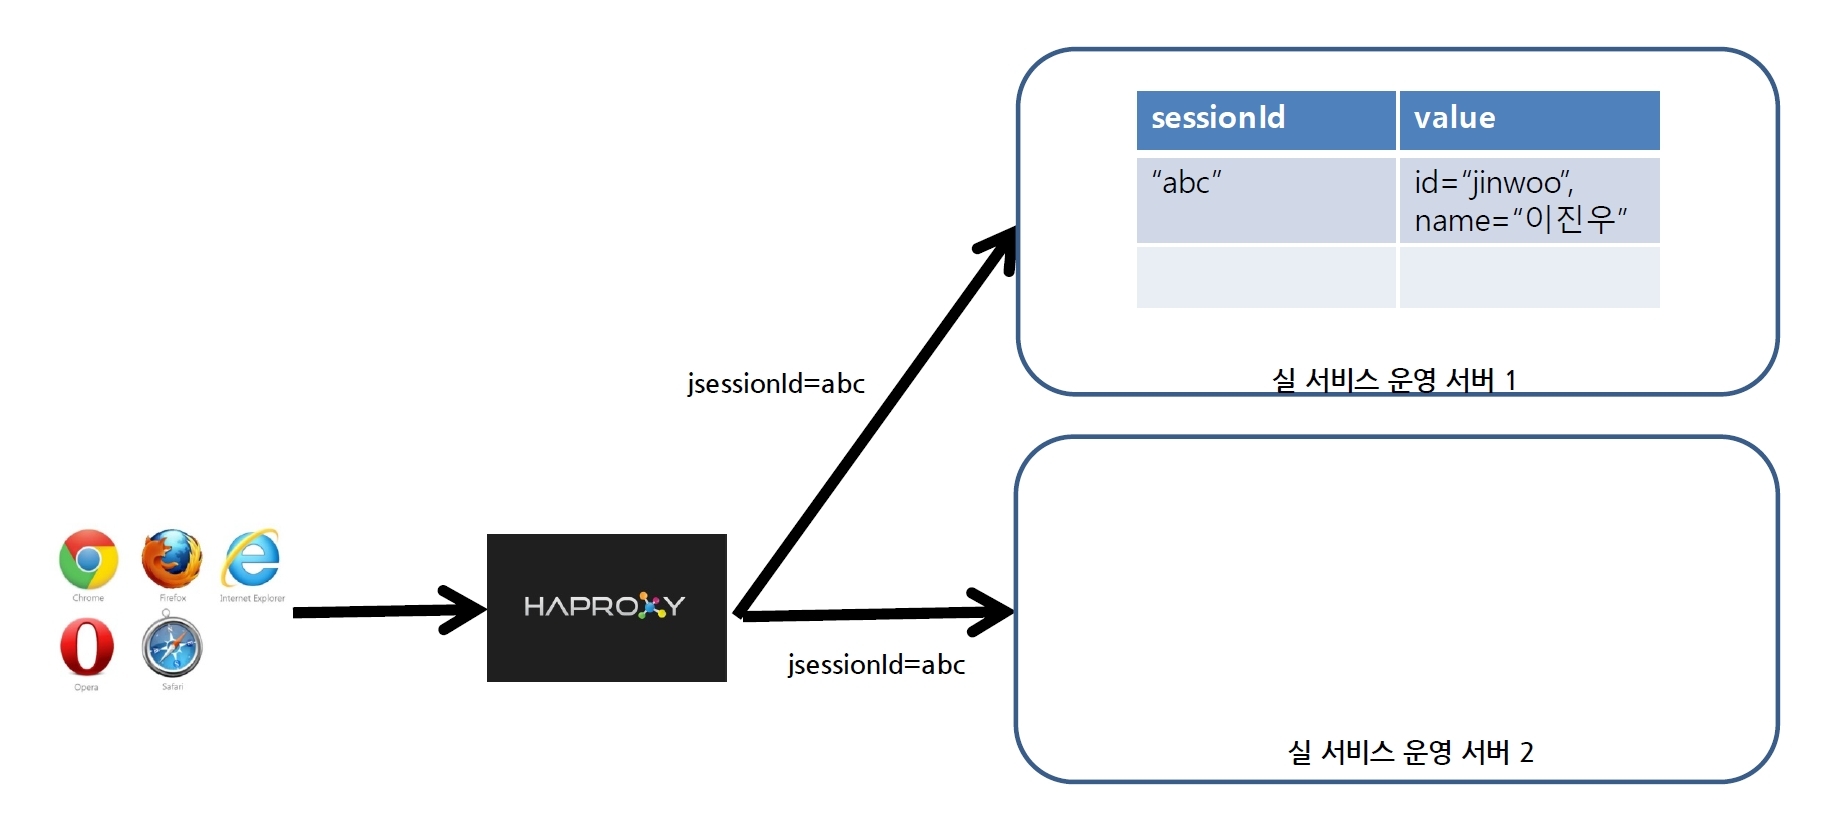 sessionId
value
“abc”
id=“jinwoo”,
name=“이진우”
실 서비스 운영 서버 1
jsessionId=abc
Chrome
Firefox
Internet Explorer
Opera
Safari
HAPROXY
jsessionId=abc
실 서비스 운영 서버 2